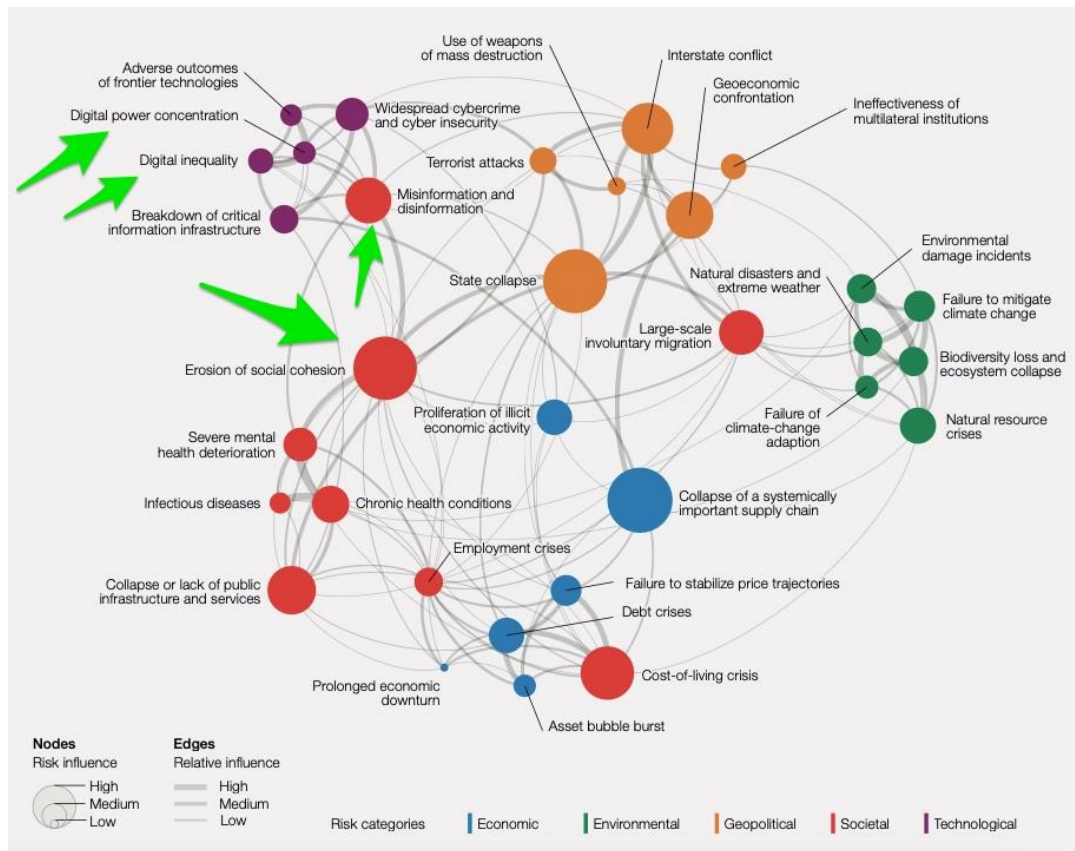 Use of weapons
of mass destruction
Interstate conflict
Adverse outcomes
of frontier technologies
Geoeconomic
confrontation
Digital power concentration
Widespread cybercrime
and cyber insecurity
Ineffectiveness of
multilateral institutions
Digital inequality
Terrorist attacks
Misinformation and
disinformation
Breakdown of critical
information infrastructure
Environmental
damage incidents
State collapse
Natural disasters and
extreme weather
Failure to mitigate
climate change
Large-scale
involuntary migration
Erosion of social cohesion
Biodiversity loss and
ecosystem collapse
Proliferation of illicit
economic activity
Failure of
climate-change
adaption
Natural resource
crises
Severe mental
health deterioration
Infectious diseases
Chronic health conditions
Collapse of a systemically
important supply chain
Employment crises
Collapse or lack of public
infrastructure and services
Failure to stabilize price trajectories
Debt crises
Prolonged economic
downturn
Cost-of-living crisis
Asset bubble burst
Nodes
Risk influence
High
Medium
Low
Edges
Relative influence
High
Medium
Low
Risk categories
Economic
Environmental
Geopolitical
Societal
Technological